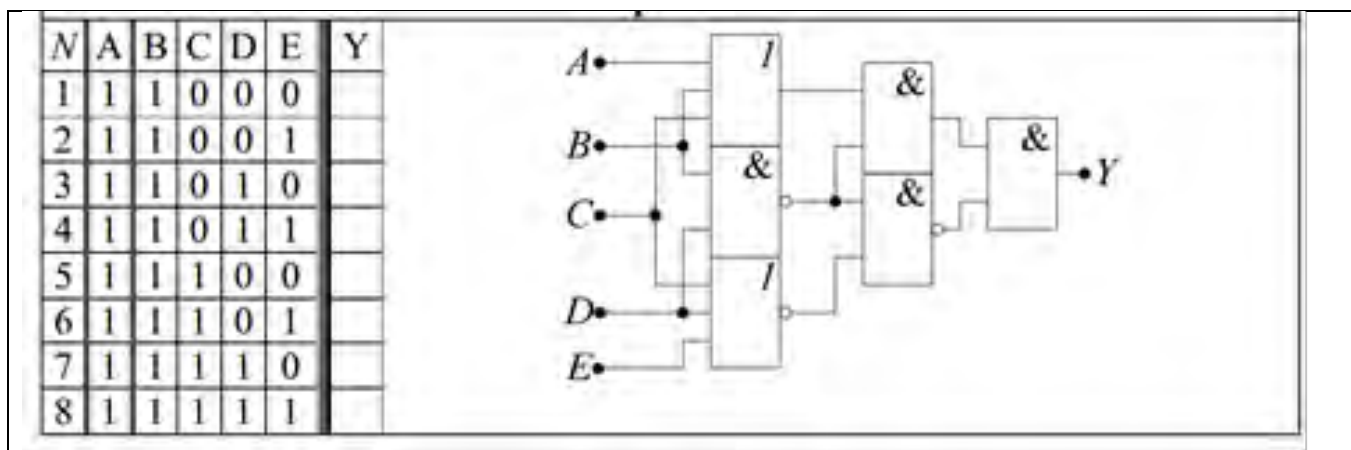 N A B C D E Y
1 1 1 0 0 0
2 1 1 0 0 1
3 1 1 0 1 0
4 1 1 0 1 1
5 1 1 1 0 0
6 1 1 1 0 1
7 1 1 1 1 0
8 1 1 1 1 1
A 1 &
B & & Y
C &
D 1
E